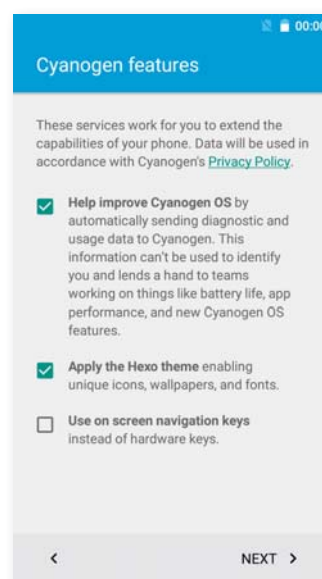 00:00
Cyanogen features
These services work for you to extend the
capabilities of your phone. Data will be used in
accordance with Cyanogen's Privacy Policy.
Help improve Cyanogen OS by
automatically sending diagnostic and
usage data to Cyanogen. This
information can't be used to identify
you and lends a hand to teams
working on things like battery life, app
performance, and new Cyanogen OS
features.
Apply the Hexo theme enabling
unique icons, wallpapers, and fonts.
Use on screen navigation keys
instead of hardware keys.
NEXT